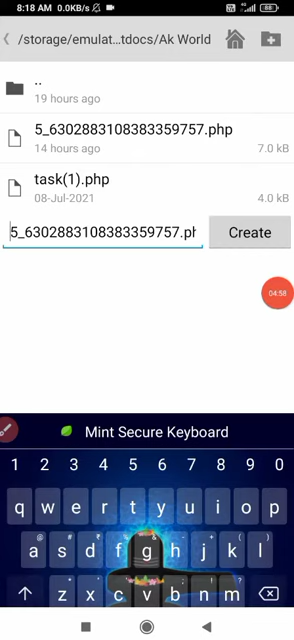 8:18 AM 0.0KB/s 88
/storage/emulat...tdocs/Ak World
..
19 hours ago
5_6302883108383359757.php
14 hours ago 7.0 kB
task(1).php
08-Jul-2021 4.0 kB
5_6302883108383359757.ph Create
04:58
Mint Secure Keyboard
1 2 3 4 5 6 7 8 9 0
q w e r t y u i o p
@ # ₹
a s d f g h j k l
z x c v b n m